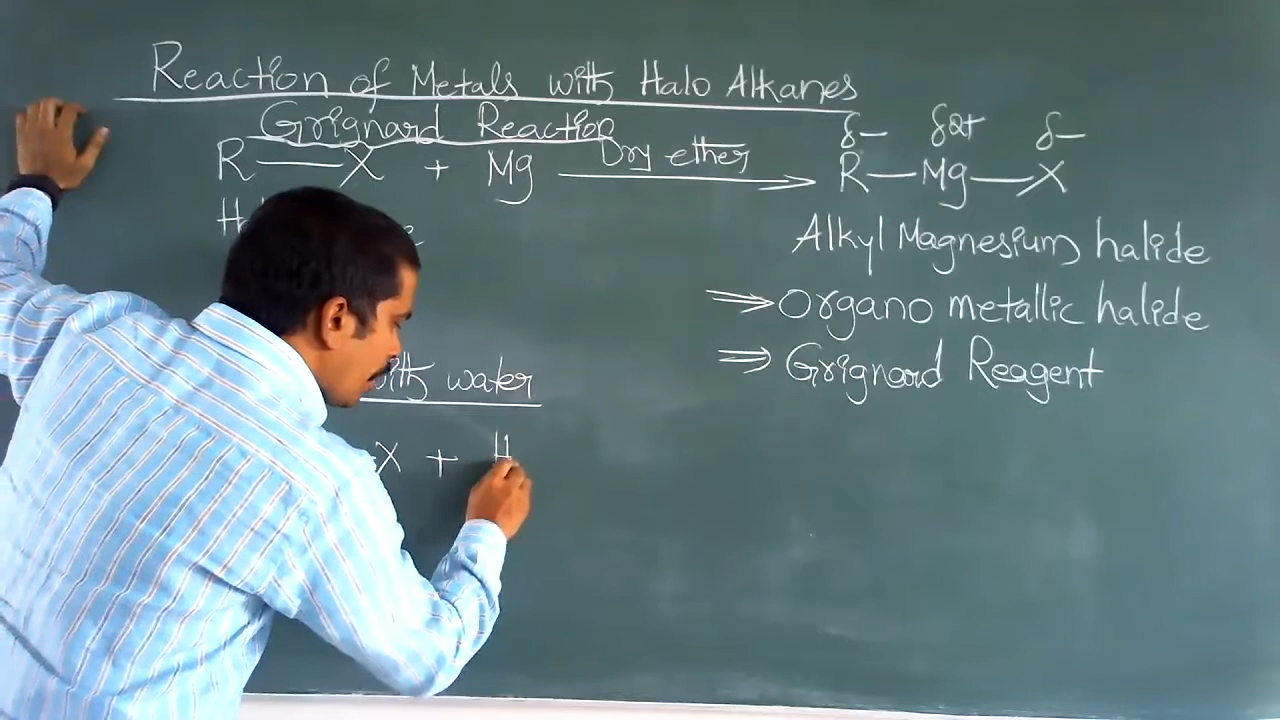 Reaction of Metals with Halo Alkanes
Grignard Reaction
R—X + Mg Dry ether → R—Mg—X
δ− δ2+ δ−
Alkyl Magnesium halide
⇒ Organo metallic halide
⇒ Grignard Reagent
with water
-X + H